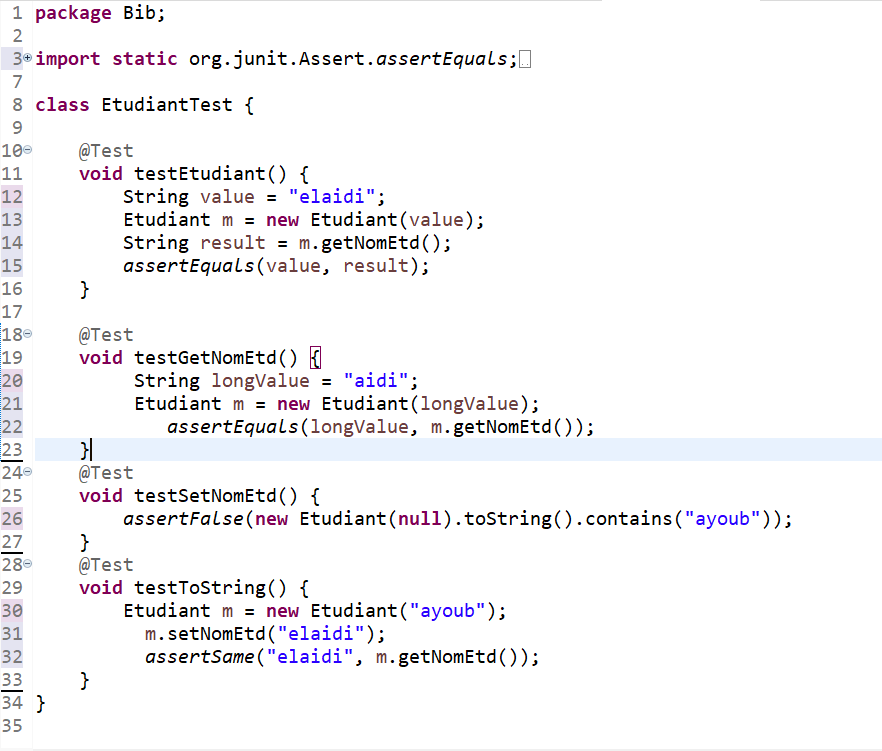 1 package Bib;
2
3 import static org.junit.Assert.assertEquals;
7
8 class EtudiantTest {
9
10     @Test
11     void testEtudiant() {
12         String value = "elaidi";
13         Etudiant m = new Etudiant(value);
14         String result = m.getNomEtd();
15         assertEquals(value, result);
16     }
17
18     @Test
19     void testGetNomEtd() {
20          String longValue = "aidi";
21          Etudiant m = new Etudiant(longValue);
22             assertEquals(longValue, m.getNomEtd());
23     }
24     @Test
25     void testSetNomEtd() {
26         assertFalse(new Etudiant(null).toString().contains("ayoub"));
27     }
28     @Test
29     void testToString() {
30         Etudiant m = new Etudiant("ayoub");
31           m.setNomEtd("elaidi");
32           assertSame("elaidi", m.getNomEtd());
33     }
34 }
35